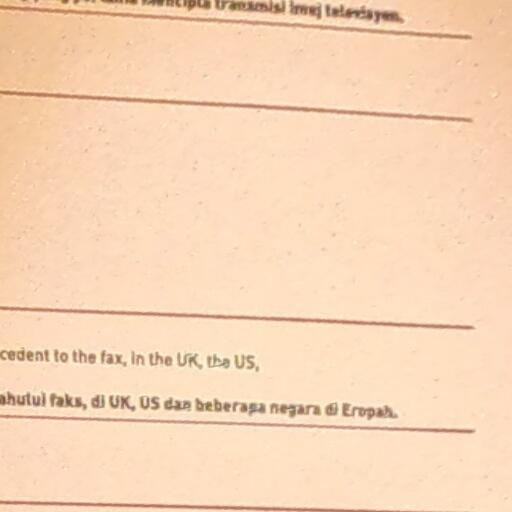 mencipta transmisi imej televisyen.
cedent to the fax, in the UK, the US,
ahului faks, di UK, US dan beberapa negara di Eropah.